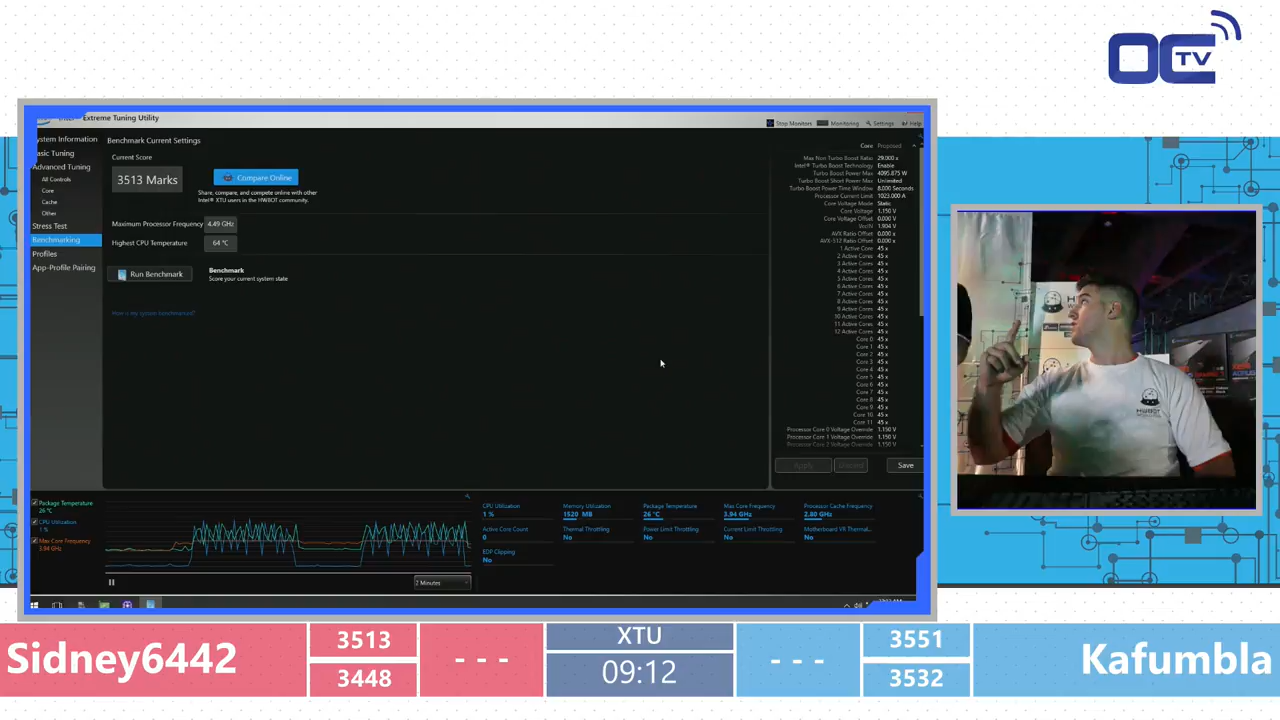 OC
TV
Extreme Tuning Utility
Stop Monitors Monitoring Settings Help
System Information
Basic Tuning
Advanced Tuning
All Controls
Core
Cache
Other
Stress Test
Benchmarking
Profiles
App-Profile Pairing
Benchmark Current Settings
Current Score
3513 Marks
Compare Online
Share, compare, and compete online with other
Intel® XTU users in the HWBOT community.
Maximum Processor Frequency 4.49 GHz
Highest CPU Temperature 64 °C
Run Benchmark
Benchmark
Score your current system state
How is my system benchmarked?
Core Proposed
Max Non Turbo Boost Ratio 29.000 x
Intel® Turbo Boost Technology Enable
Turbo Boost Power Max 4095.875 W
Turbo Boost Short Power Max Unlimited
Turbo Boost Power Time Window 8.000 Seconds
Processor Current Limit 1023.000 A
Core Voltage Mode Static
Core Voltage 1.150 V
Core Voltage Offset 0.000 V
VccIN 1.904 V
AVX Ratio Offset 0.000 x
AVX-512 Ratio Offset 0.000 x
1 Active Core 45 x
2 Active Cores 45 x
3 Active Cores 45 x
4 Active Cores 45 x
5 Active Cores 45 x
6 Active Cores 45 x
7 Active Cores 45 x
8 Active Cores 45 x
9 Active Cores 45 x
10 Active Cores 45 x
11 Active Cores 45 x
12 Active Cores 45 x
Core 0 45 x
Core 1 45 x
Core 2 45 x
Core 3 45 x
Core 4 45 x
Core 5 45 x
Core 6 45 x
Core 7 45 x
Core 8 45 x
Core 9 45 x
Core 10 45 x
Core 11 45 x
Processor Core 0 Voltage Override 1.150 V
Processor Core 1 Voltage Override 1.150 V
Processor Core 2 Voltage Override 1.150 V
Apply Discard Save
Package Temperature
26 °C
CPU Utilization
1 %
Max Core Frequency
3.94 GHz
2 Minutes
CPU Utilization
1 %
Memory Utilization
1520 MB
Package Temperature
26 °C
Max Core Frequency
3.94 GHz
Processor Cache Frequency
2.80 GHz
Active Core Count
0
Thermal Throttling
No
Power Limit Throttling
No
Current Limit Throttling
No
Motherboard VR Thermal...
No
EDP Clipping
No
HWBOT
Sidney6442
3513
3448
- - -
XTU
09:12
- - -
3551
3532
Kafumbla